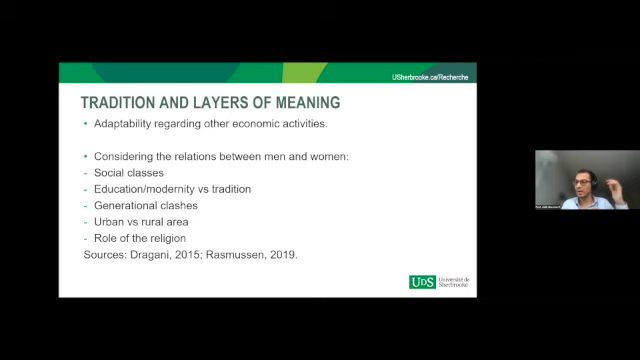 USherbrooke.ca/Recherche
TRADITION AND LAYERS OF MEANING
• Adaptability regarding other economic activities.
• Considering the relations between men and women:
- Social classes
- Education/modernity vs tradition
- Generational clashes
- Urban vs rural area
- Role of the religion
Sources: Dragani, 2015; Rasmussen, 2019.
UDS Université de
Sherbrooke